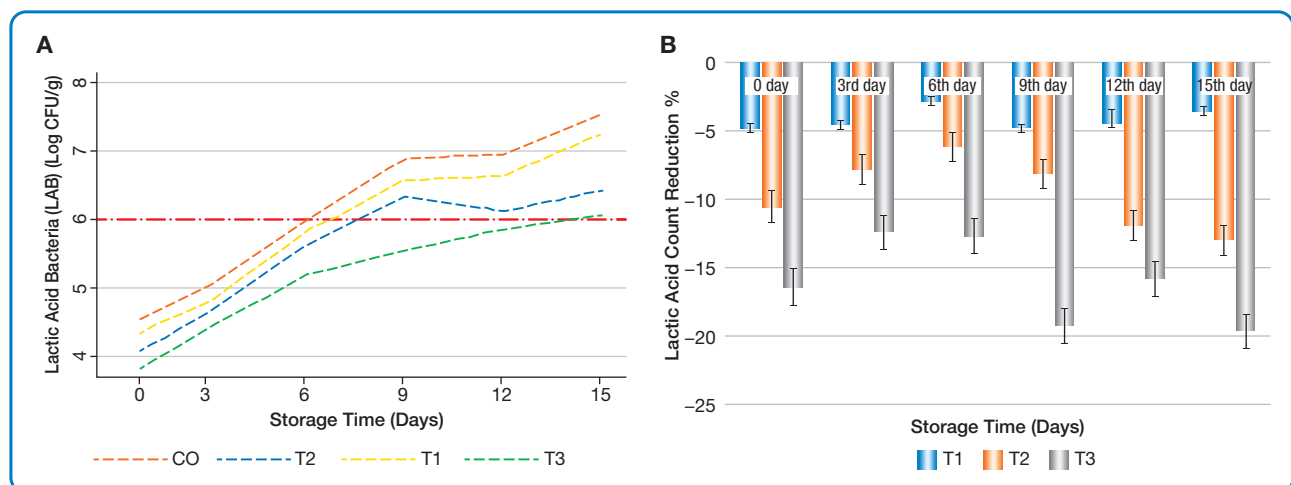 A
Lactic Acid Bacteria (LAB) (Log CFU/g)
8
7
6
5
4
0 3 6 9 12 15
Storage Time (Days)
CO T2 T1 T3
B
Lactic Acid Count Reduction %
0
–5
–10
–15
–20
–25
0 day 3rd day 6th day 9th day 12th day 15th day
Storage Time (Days)
T1 T2 T3